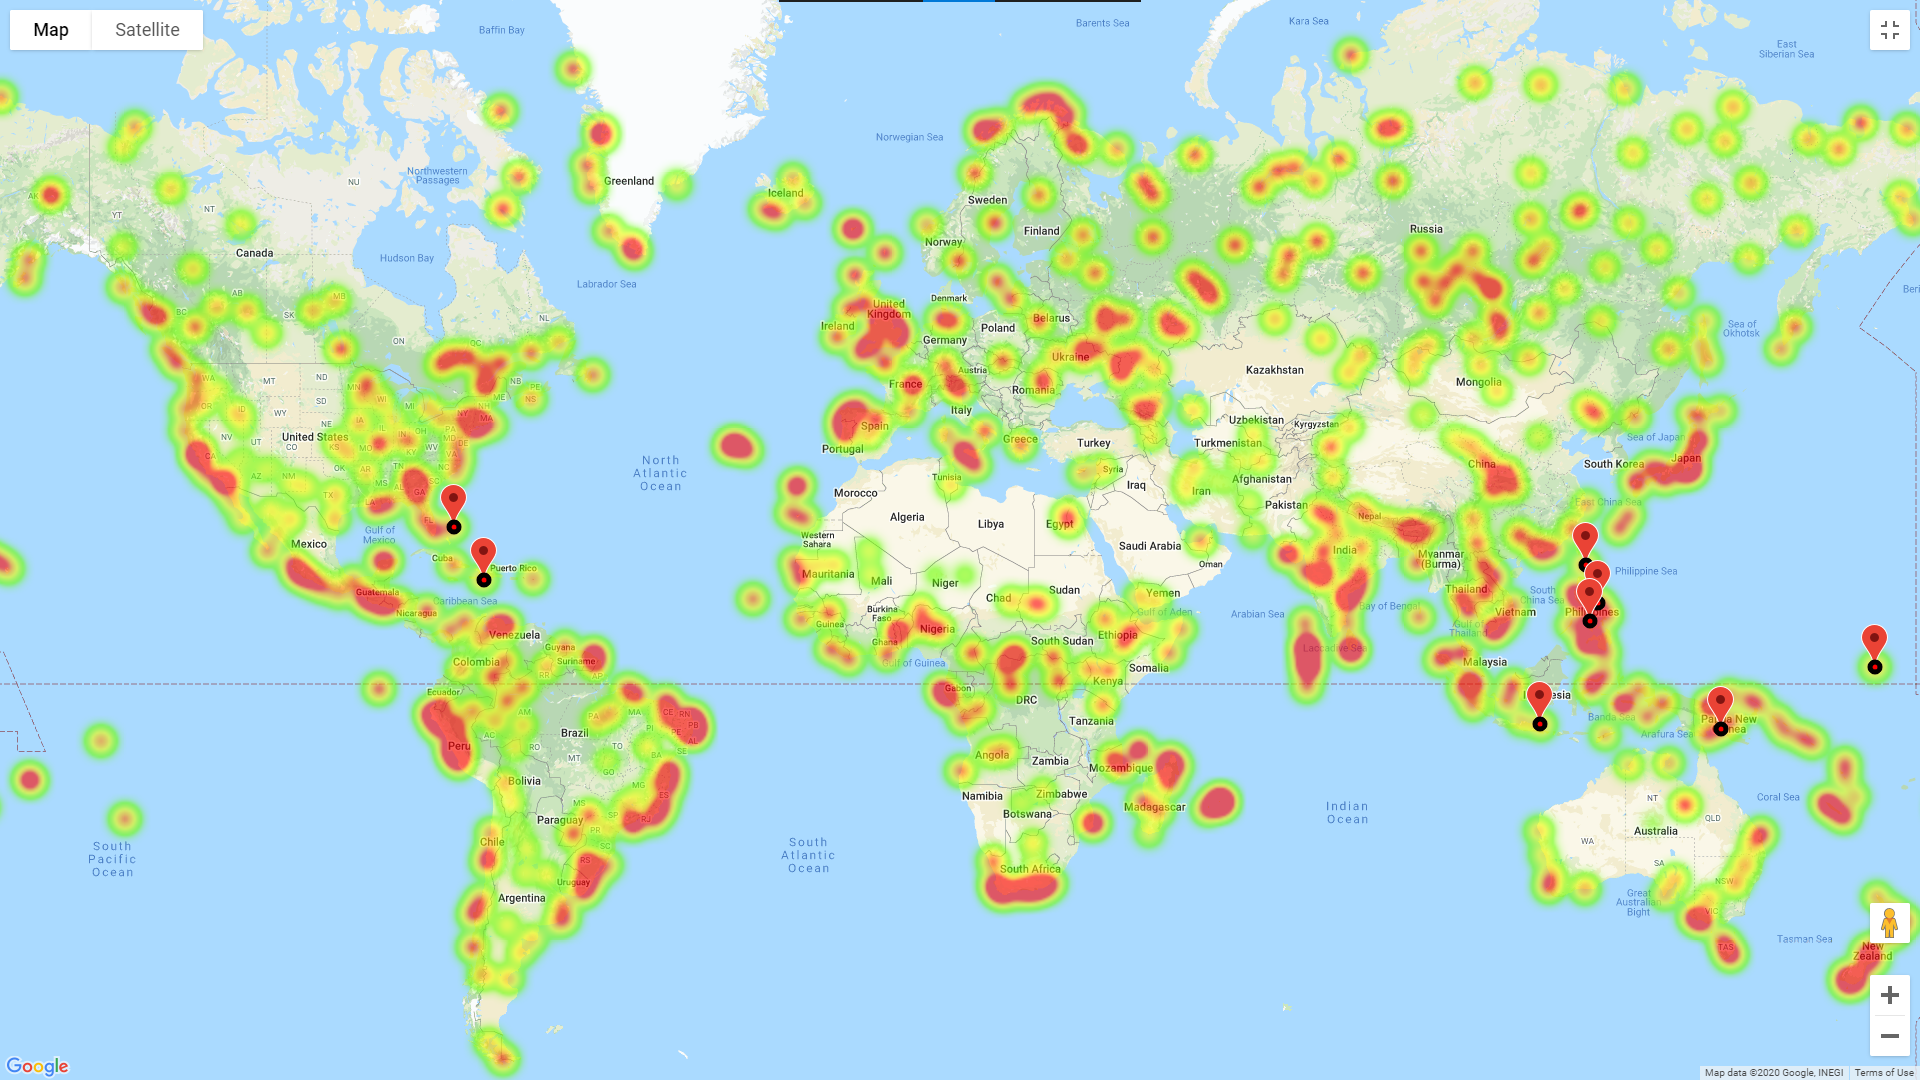 Map
Satellite
Baffin Bay
Barents Sea
Kara Sea
East
Siberian Sea
Norwegian Sea
Northwestern
Passages
NU
Greenland
Iceland
AK
YT
NT
Sweden
Finland
Norway
Russia
Canada
Hudson Bay
Labrador Sea
AB
MB
BC
SK
NL
ON
QC
NB
PE
NS
Denmark
United
Kingdom
Ireland
Belarus
Poland
Germany
Ukraine
Austria
France
Romania
Italy
Spain
Portugal
Greece
Turkey
Kazakhstan
Mongolia
Sea of
Okhotsk
Beri
WA
MT
ND
MN
OR
ID
SD
WI
MI
WY
NH
ME
NY
MA
IA
NE
PA
NV
UT
United States
KS
MO
IL
IN
DE
MD
WV
KY
VA
CA
AZ
NM
OK
AR
TN
NC
SC
TX
MS
AL
GA
LA
FL
Mexico
Gulf of
Mexico
Cuba
Puerto Rico
Guatemala
Caribbean Sea
Nicaragua
North
Atlantic
Ocean
Tunisia
Syria
Uzbekistan
Kyrgyzstan
Turkmenistan
Sea of Japan
China
South Korea
Japan
Morocco
Iraq
Iran
Afghanistan
Pakistan
East China Sea
Algeria
Libya
Egypt
Nepal
Western
Sahara
Saudi Arabia
Oman
India
Myanmar
(Burma)
Philippine Sea
Mauritania
Mali
Niger
Chad
Sudan
Yemen
Gulf of Aden
Arabian Sea
Bay of Bengal
Thailand
South
China Sea
Vietnam
Gulf of
Thailand
Guinea
Burkina
Faso
Ghana
Nigeria
South Sudan
Ethiopia
Gulf of Guinea
Somalia
Laccadive Sea
Malaysia
Venezuela
Guyana
Suriname
Colombia
RR
AP
Ecuador
Gabon
DRC
Kenya
Tanzania
Banda Sea
Arafura Sea
AM
PA
MA
CE
RN
PB
PE
AL
PI
SE
AC
RO
TO
BA
Brazil
MT
GO
Peru
Bolivia
MG
ES
MS
SP
RJ
Paraguay
PR
SC
Chile
RS
Uruguay
Argentina
Angola
Zambia
Mozambique
Namibia
Zimbabwe
Botswana
Madagascar
South Africa
Indian
Ocean
South
Pacific
Ocean
South
Atlantic
Ocean
Coral Sea
NT
QLD
WA
Australia
SA
NSW
VIC
TAS
Great
Australian
Bight
Tasman Sea
New
Zealand
Google
Map data ©2020 Google, INEGI
Terms of Use